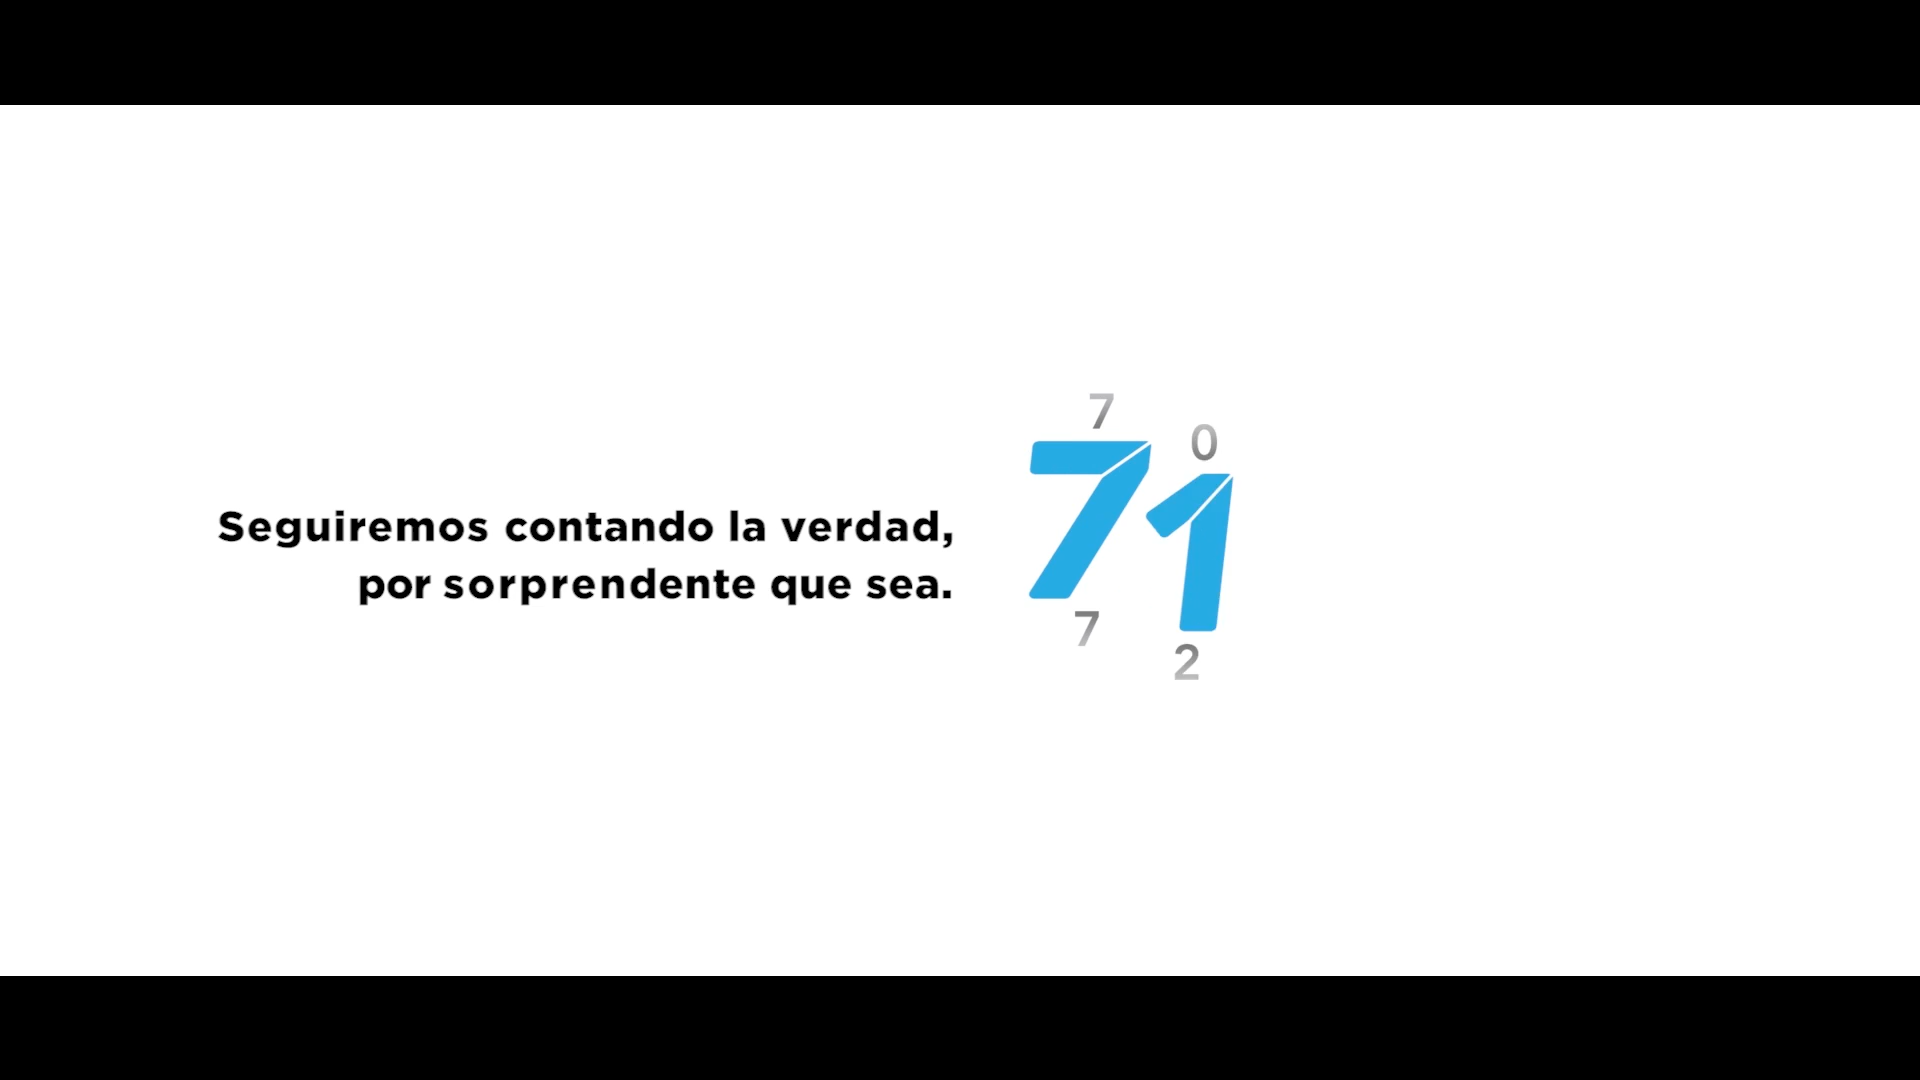 Seguiremos contando la verdad,
por sorprendente que sea.
7 0
71
7 2